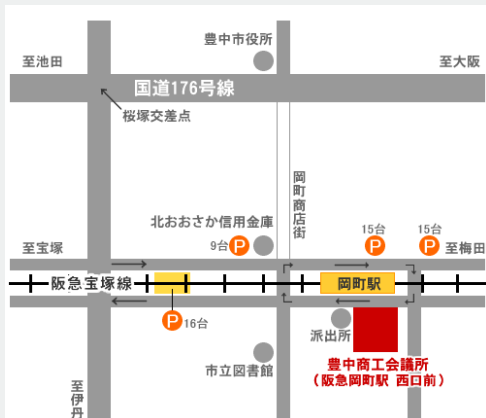 豊中市役所
至池田
至大阪
国道176号線
桜塚交差点
岡町商店街
北おおさか信用金庫
9台 P
15台
P
15台
P
至宝塚
至梅田
阪急宝塚線
岡町駅
P 16台
派出所
市立図書館
豊中商工会議所
(阪急岡町駅 西口前)
至伊丹